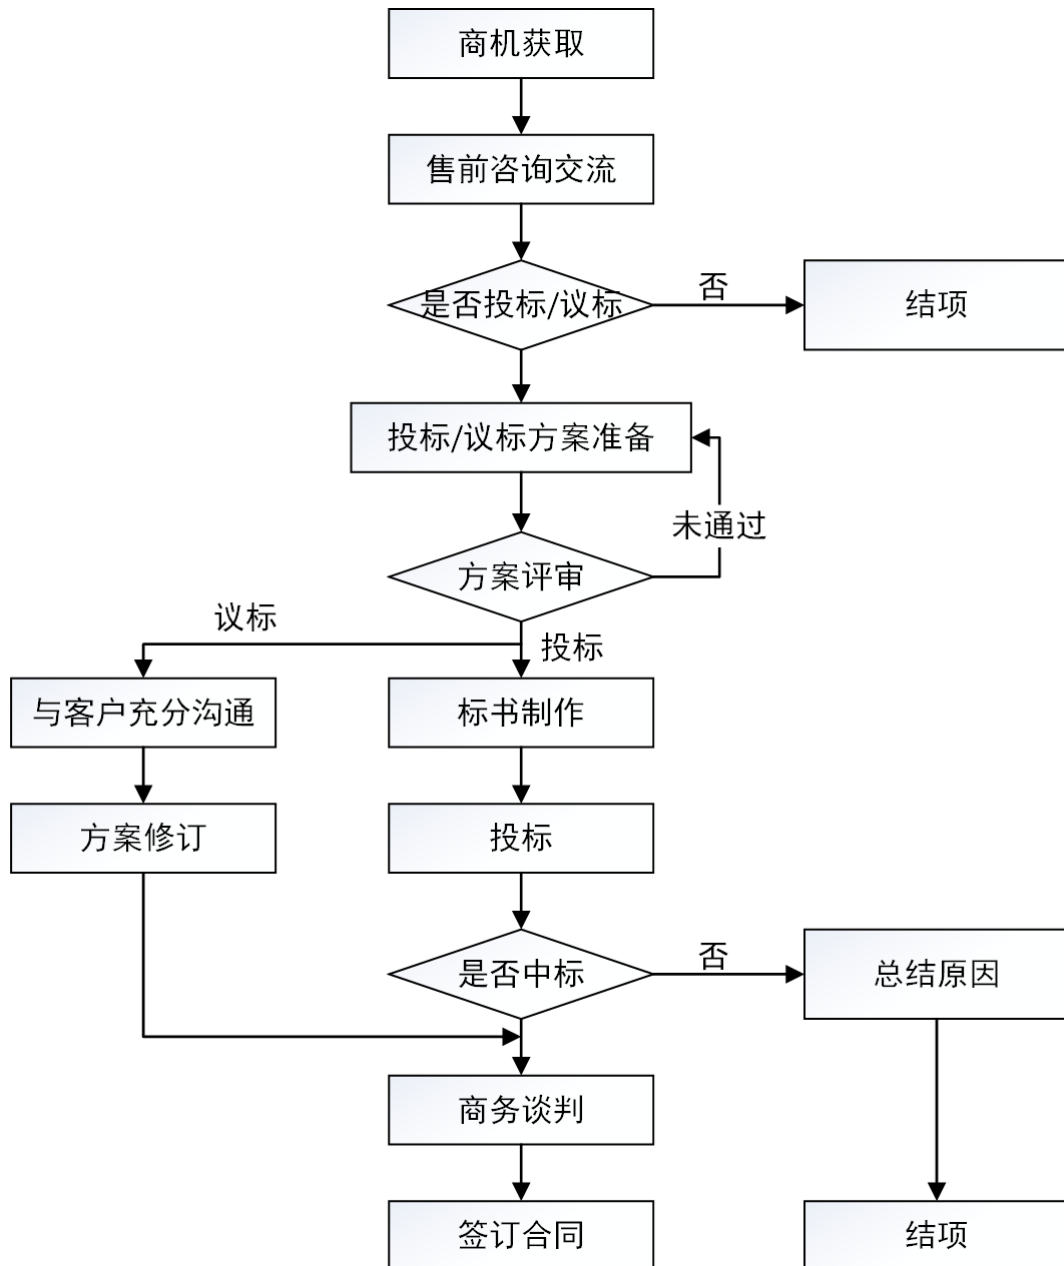 商机获取
售前咨询交流
是否投标/议标
否
结项
投标/议标方案准备
未通过
方案评审
议标
投标
与客户充分沟通
标书制作
方案修订
投标
是否中标
否
总结原因
商务谈判
签订合同
结项